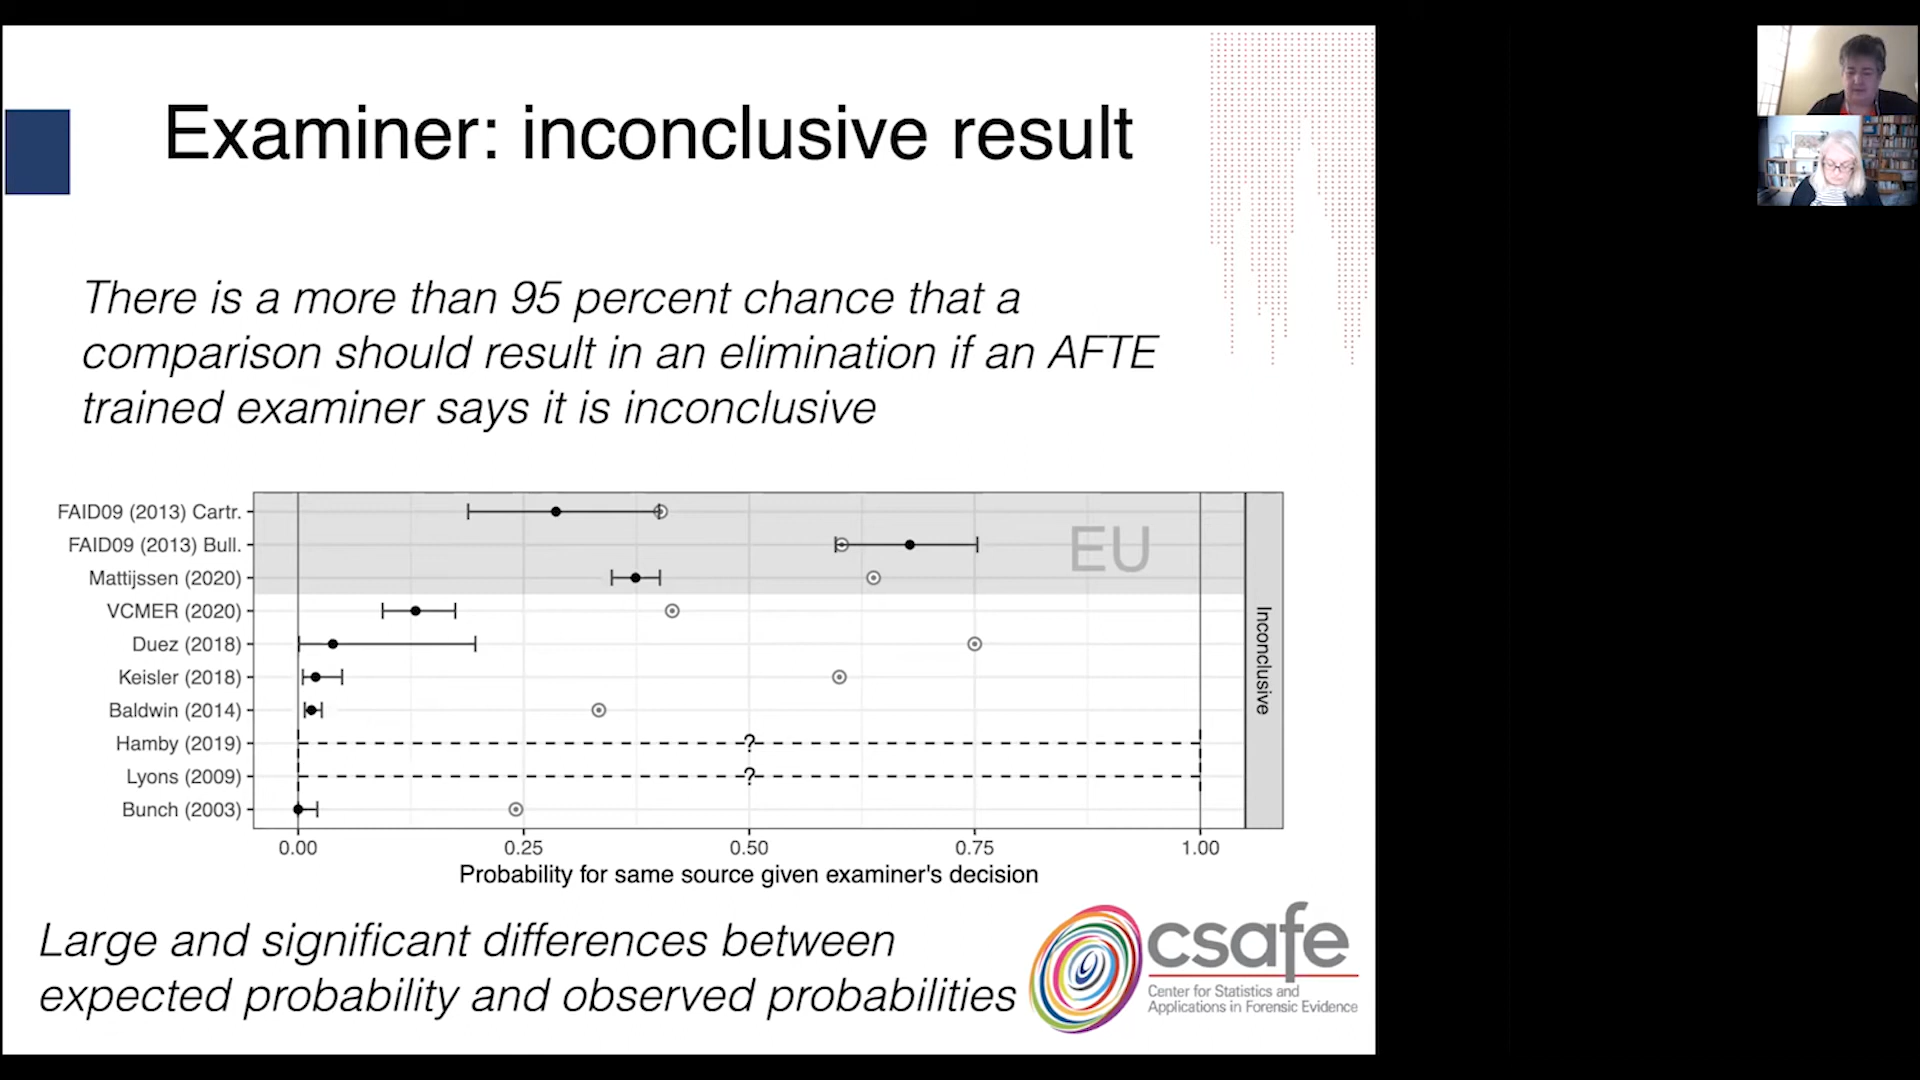 Examiner: inconclusive result
There is a more than 95 percent chance that a
comparison should result in an elimination if an AFTE
trained examiner says it is inconclusive
FAID09 (2013) Cartr.
FAID09 (2013) Bull.
Mattijssen (2020)
VCMER (2020)
Duez (2018)
Keisler (2018)
Baldwin (2014)
Hamby (2019)
Lyons (2009)
Bunch (2003)
EU
?
?
Inconclusive
0.00 0.25 0.50 0.75 1.00
Probability for same source given examiner's decision
Large and significant differences between
expected probability and observed probabilities
csafe
Center for Statistics and
Applications in Forensic Evidence